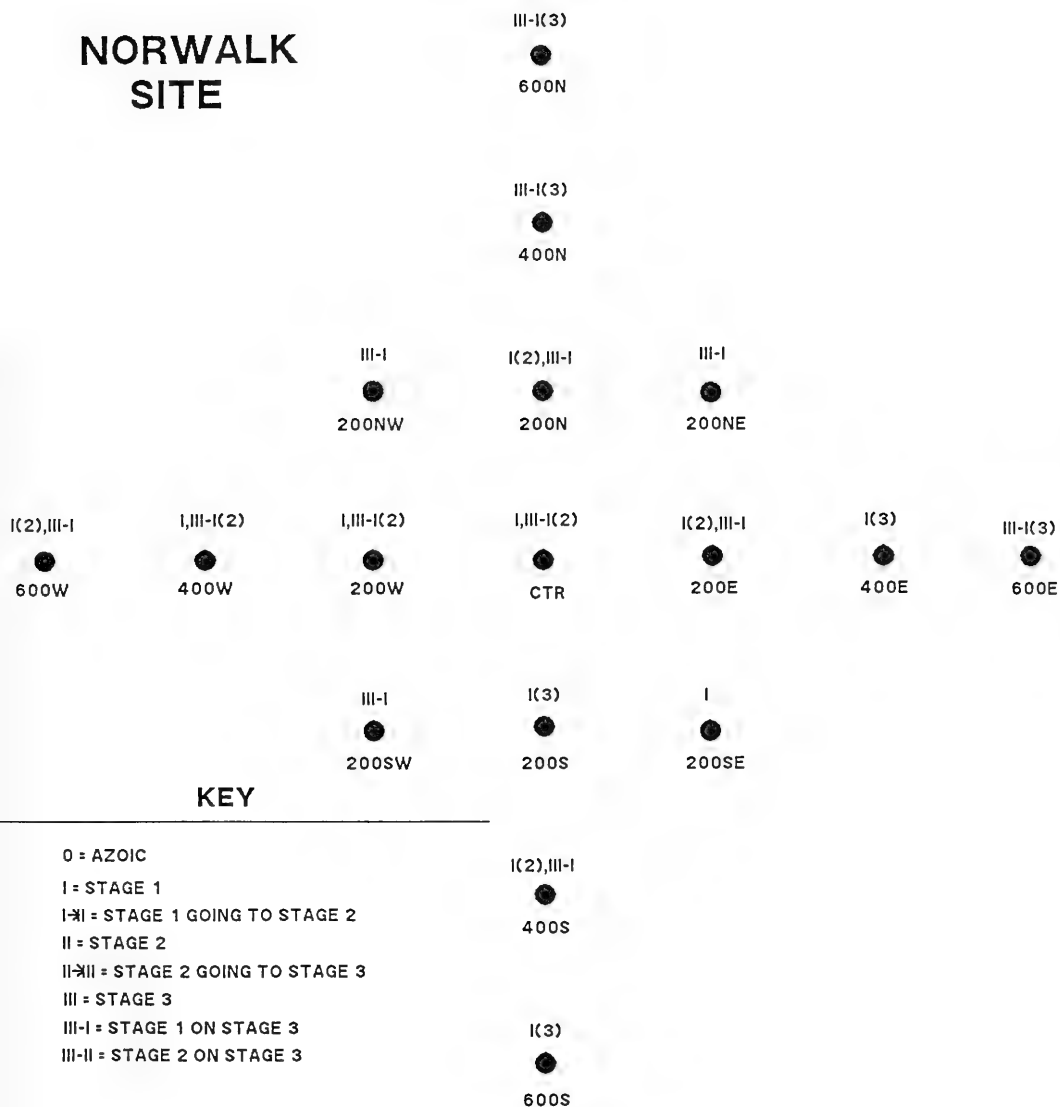 NORWALK
SITE
III-I(3)
600N
III-I(3)
400N
III-I
I(2),III-I
III-I
200NW
200N
200NE
I(2),III-I
I,III-I(2)
I,III-I(2)
I,III-I(2)
I(2),III-I
I(3)
III-I(3)
600W
400W
200W
CTR
200E
400E
600E
III-I
I(3)
I
200SW
200S
200SE
KEY
0 = AZOIC
I = STAGE 1
I→II = STAGE 1 GOING TO STAGE 2
II = STAGE 2
II→III = STAGE 2 GOING TO STAGE 3
III = STAGE 3
III-I = STAGE 1 ON STAGE 3
III-II = STAGE 2 ON STAGE 3
I(2),III-I
400S
I(3)
600S